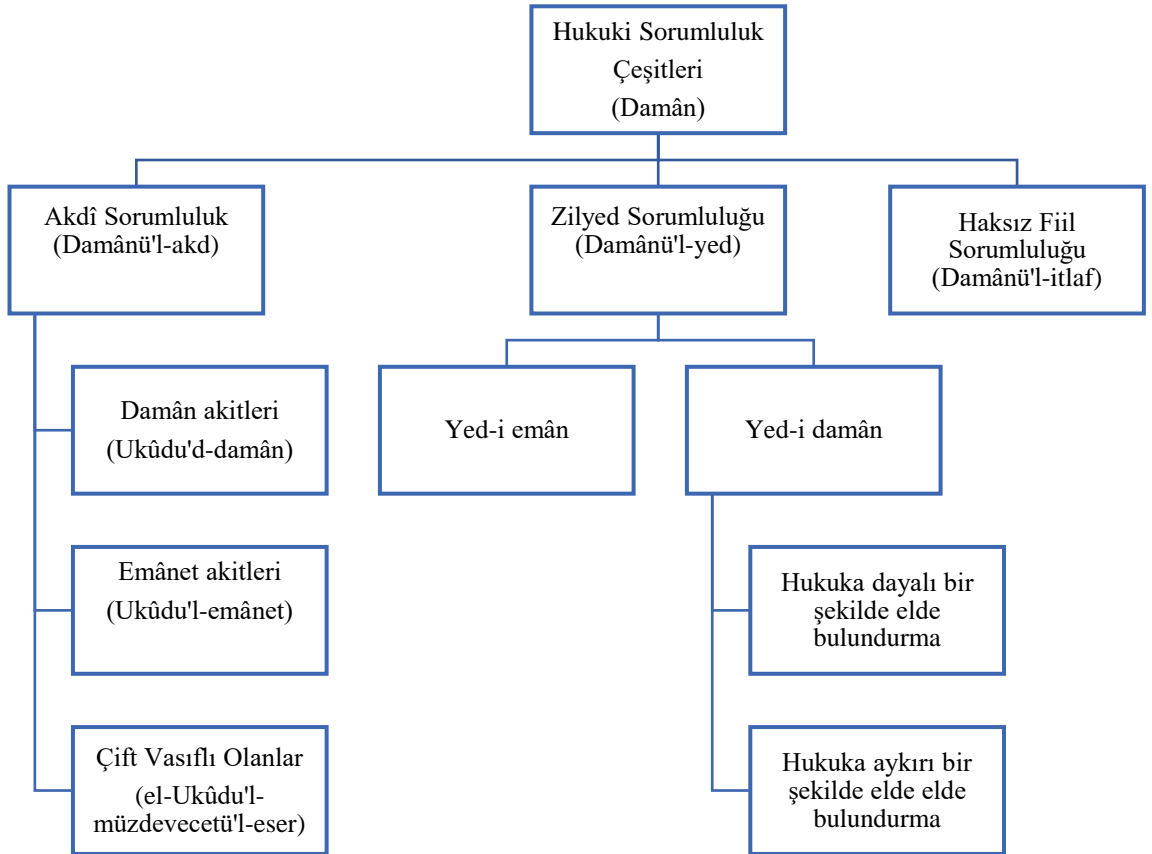 Hukuki Sorumluluk
Çeşitleri
(Damân)
Akdî Sorumluluk
(Damânü'l-akd)
Zilyed Sorumluluğu
(Damânü'l-yed)
Haksız Fiil
Sorumluluğu
(Damânü'l-itlaf)
Damân akitleri
(Ukûdu'd-damân)
Yed-i emân
Yed-i damân
Emânet akitleri
(Ukûdu'l-emânet)
Hukuka dayalı bir
şekilde elde
bulundurma
Çift Vasıflı Olanlar
(el-Ukûdu'l-
müzdevecetü'l-eser)
Hukuka aykırı bir
şekilde elde elde
bulundurma